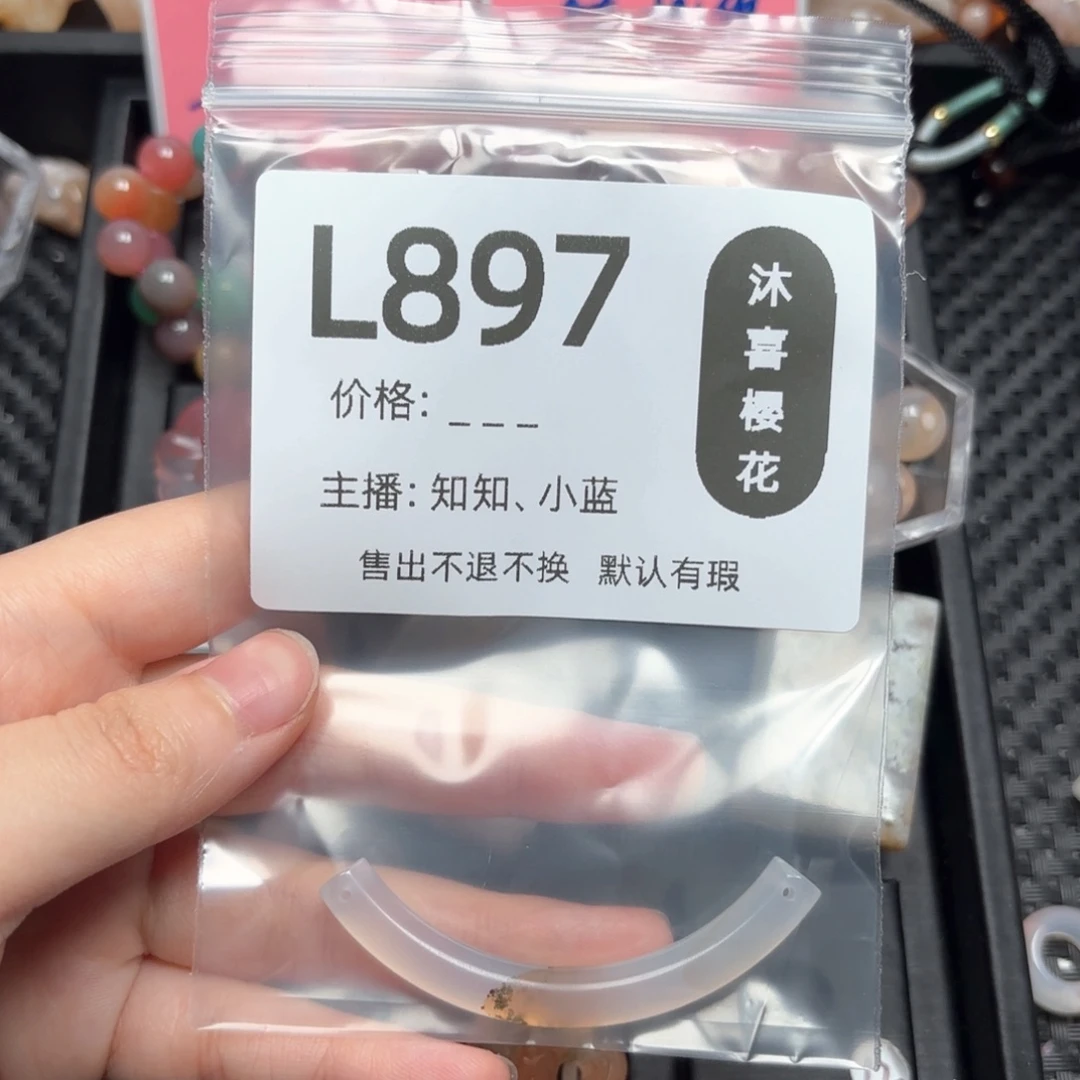 L897
价格: _ _ _
主播: 知知、小蓝
售出不退不换 默认有瑕
沐喜樱花